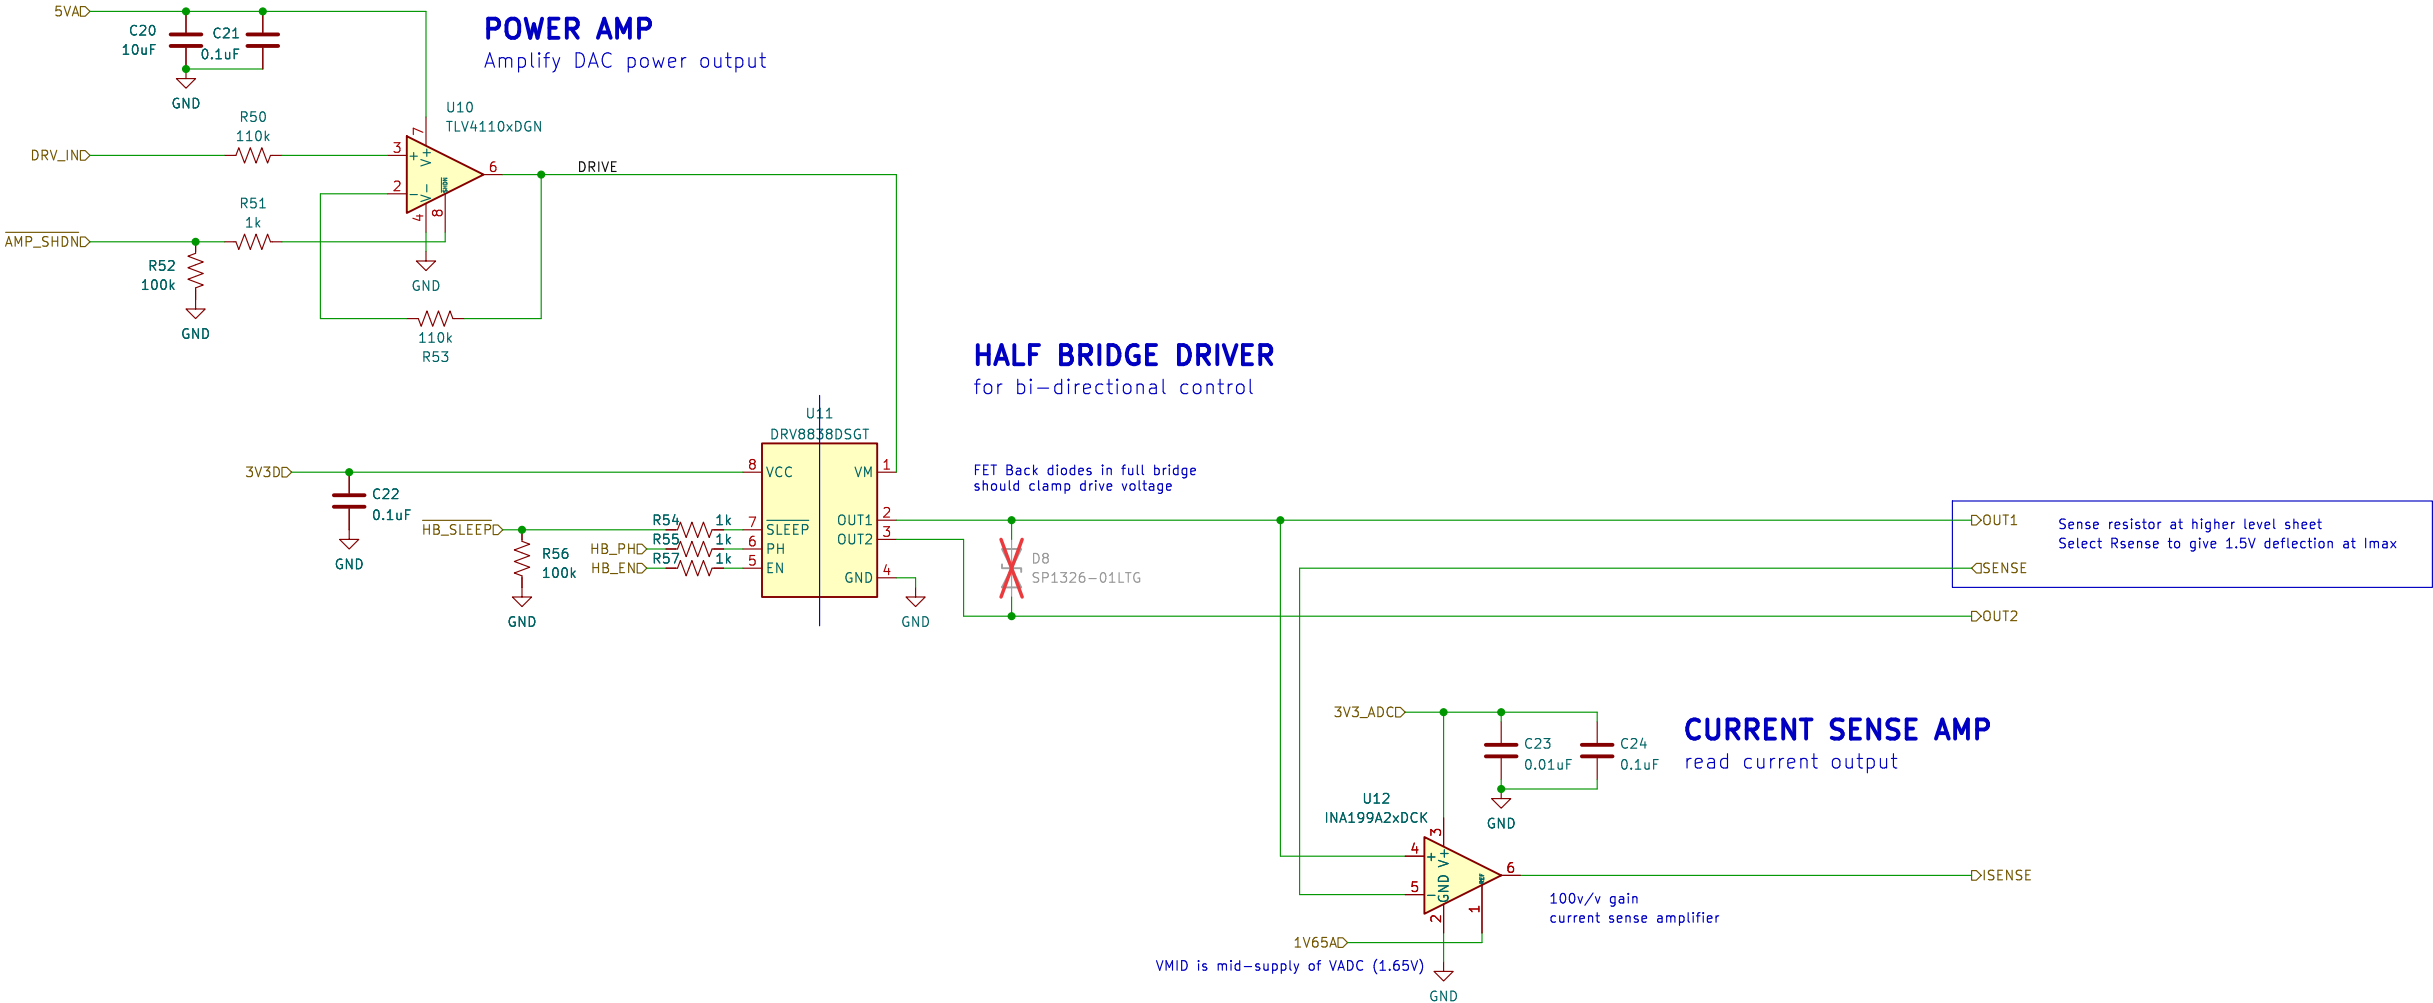 5VA
C20
10uF
C21
0.1uF
GND
POWER AMP
Amplify DAC power output
U10
TLV4110xDGN
R50
110k
DRV_IN
3
+
2
-
7
V+
V-
4
SHDN
8
6
DRIVE
R51
1k
AMP_SHDN
R52
100k
GND
GND
110k
R53
HALF BRIDGE DRIVER
for bi-directional control
U11
DRV8838DSGT
3V3D
C22
0.1uF
GND
8
VCC
VM
1
FET Back diodes in full bridge
should clamp drive voltage
HB_SLEEP
R54
1k
7
SLEEP
OUT1
2
HB_PH
R55
1k
6
PH
OUT2
3
HB_EN
R57
1k
5
EN
GND
4
R56
100k
GND
GND
D8
SP1326-01LTG
OUT1
Sense resistor at higher level sheet
Select Rsense to give 1.5V deflection at Imax
SENSE
OUT2
3V3_ADC
C23
0.01uF
C24
0.1uF
GND
CURRENT SENSE AMP
read current output
U12
INA199A2xDCK
3
4
+
V+
5
-
GND
REF
6
2
1
ISENSE
100v/v gain
current sense amplifier
1V65A
VMID is mid-supply of VADC (1.65V)
GND